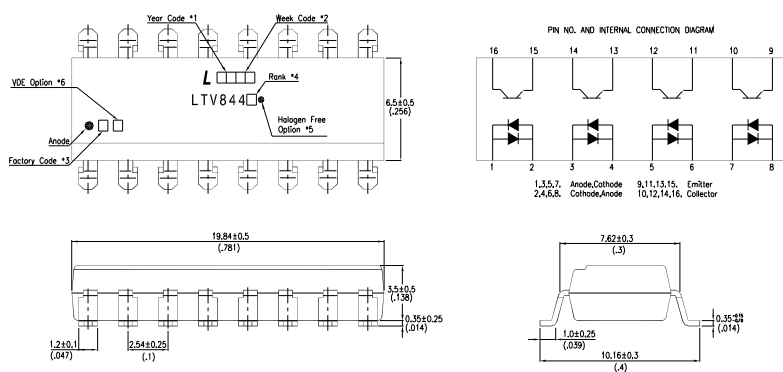 Year Code *1
Week Code *2
L
Rank *4
VDE Option *6
LTV844
Halogen Free
Option *5
Anode
Factory Code *3
6.5±0.5
(.256)
PIN NO. AND INTERNAL CONNECTION DIAGRAM
16 15 14 13 12 11 10 9
1 2 3 4 5 6 7 8
1,3,5,7. Anode,Cathode 9,11,13,15. Emitter
2,4,6,8. Cathode,Anode 10,12,14,16. Collector
19.84±0.5
(.781)
3.5±0.5
(.138)
0.35±0.25
(.014)
1.2±0.1
(.047)
2.54±0.25
(.1)
7.62±0.3
(.3)
0.35
(.014)
1.0±0.25
(.039)
10.16±0.3
(.4)